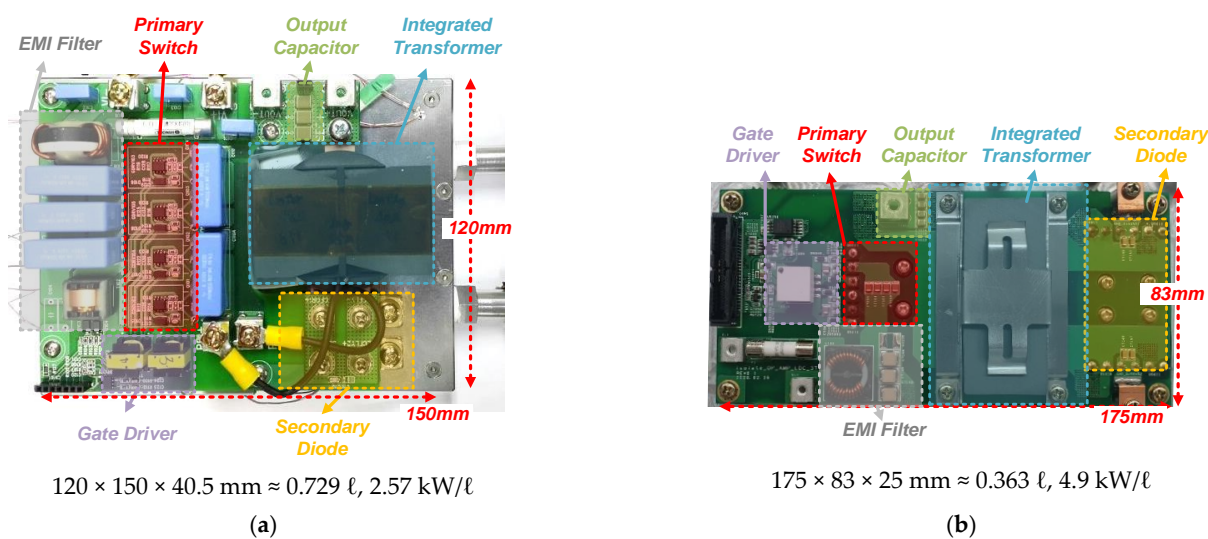 EMI Filter
Primary
Switch
Output
Capacitor
Integrated
Transformer
120mm
150mm
Gate Driver
Secondary
Diode
120 × 150 × 40.5 mm ≈ 0.729 ℓ, 2.57 kW/ℓ
(a)
Gate
Driver
Primary
Switch
Output
Capacitor
Integrated
Transformer
Secondary
Diode
83mm
175mm
EMI Filter
175 × 83 × 25 mm ≈ 0.363 ℓ, 4.9 kW/ℓ
(b)